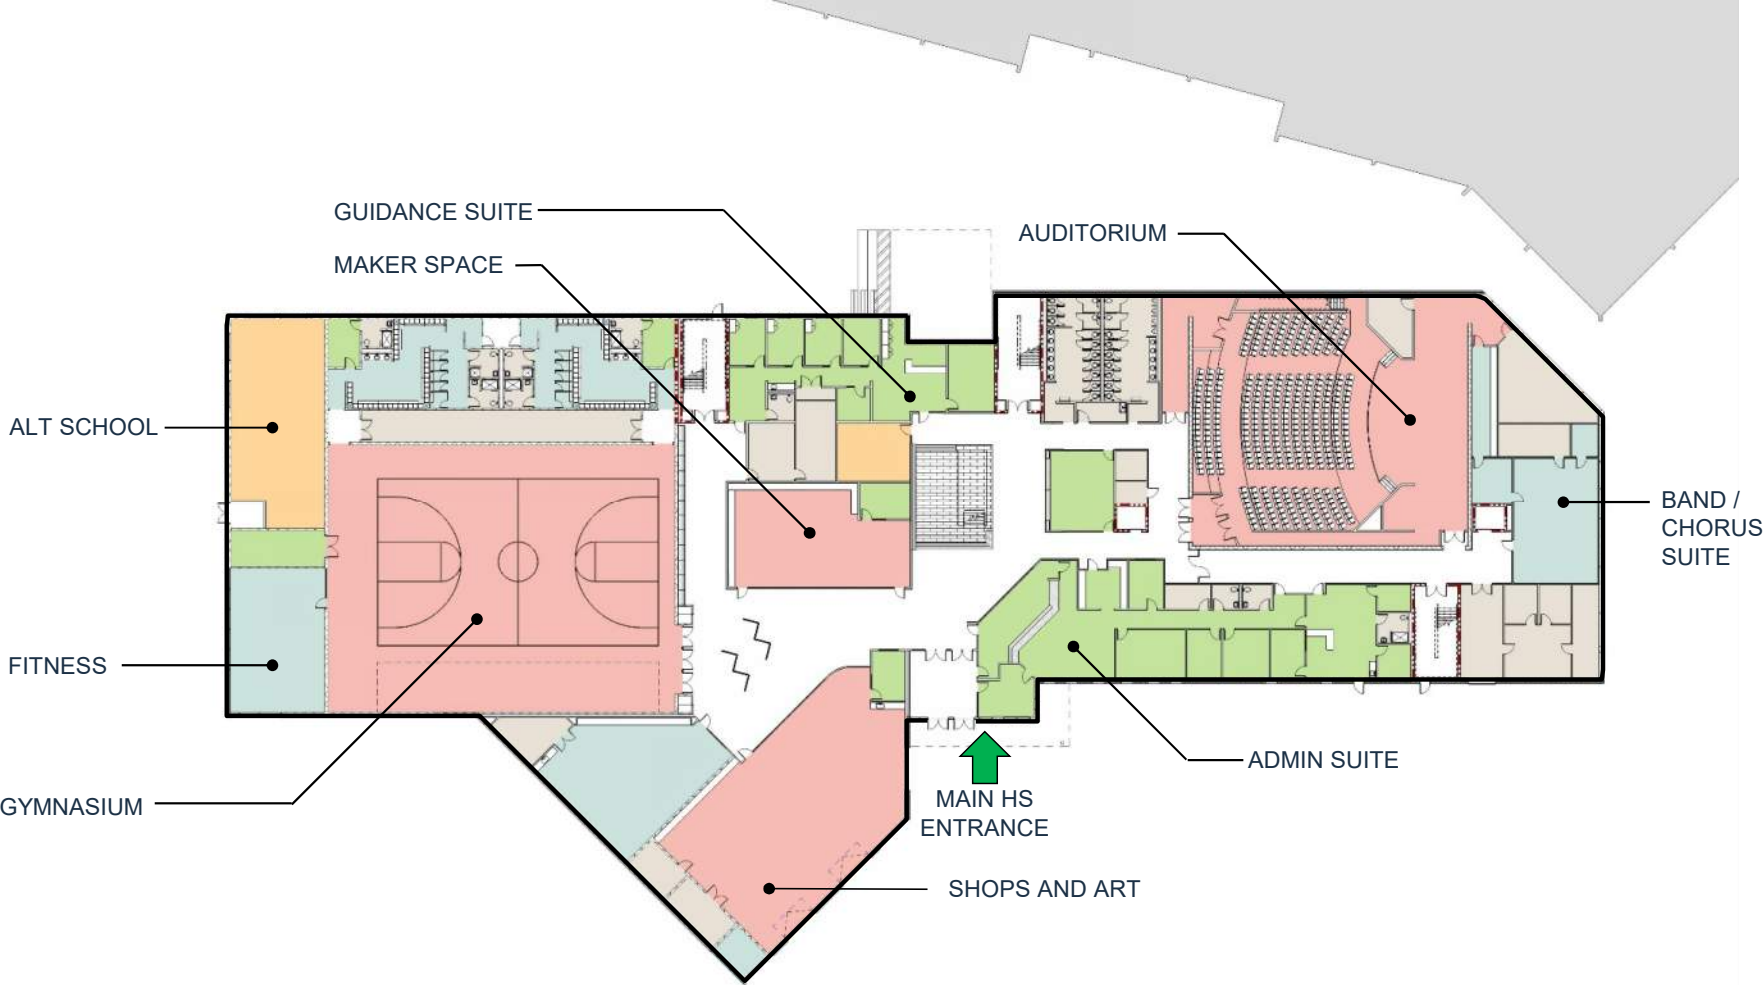 GUIDANCE SUITE
AUDITORIUM
MAKER SPACE
ALT SCHOOL
BAND /
CHORUS
SUITE
FITNESS
ADMIN SUITE
GYMNASIUM
MAIN HS
ENTRANCE
SHOPS AND ART